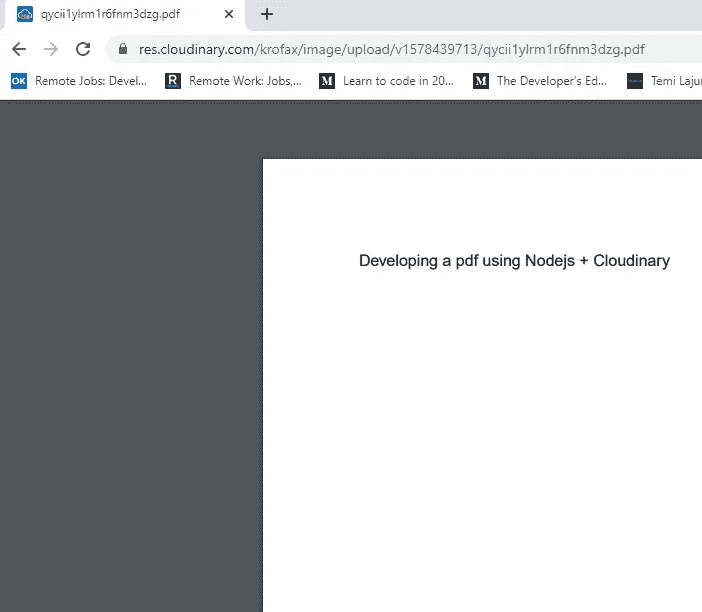 qycii1ylrm1r6fnm3dzg.pdf
res.cloudinary.com/krofax/image/upload/v1578439713/qycii1ylrm1r6fnm3dzg.pdf
OK Remote Jobs: Devel... R Remote Work: Jobs,... M Learn to code in 20... M The Developer's Ed... Temi Laju
Developing a pdf using Nodejs + Cloudinary